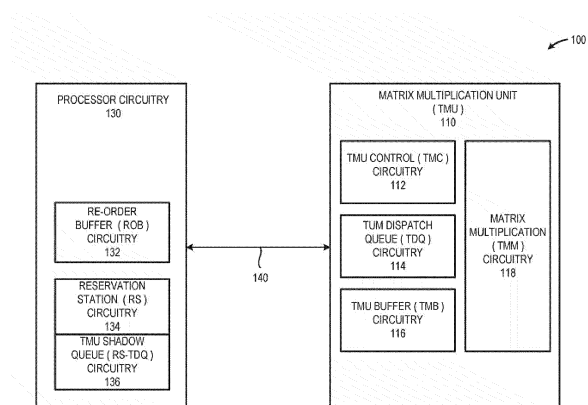 100
PROCESSOR CIRCUITRY
130
RE-ORDER
BUFFER ( ROB )
CIRCUITRY
132
RESERVATION
STATION ( RS )
CIRCUITRY
134
TMU SHADOW
QUEUE ( RS-TDQ )
CIRCUITRY
136
140
MATRIX MULTIPLICATION UNIT
( TMU )
110
TMU CONTROL ( TMC )
CIRCUITRY
112
TUM DISPATCH
QUEUE ( TDQ )
CIRCUITRY
114
TMU BUFFER ( TMB )
CIRCUITRY
116
MATRIX
MULTIPLICATION
( TMM )
CIRCUITRY
118